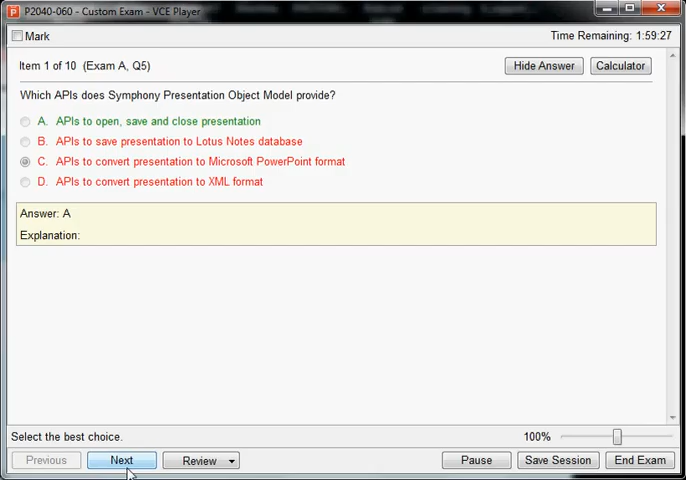 P2040-060 - Custom Exam - VCE Player
Mark
Time Remaining: 1:59:27
Item 1 of 10 (Exam A, Q5)
Hide Answer
Calculator
Which APIs does Symphony Presentation Object Model provide?
A. APIs to open, save and close presentation
B. APIs to save presentation to Lotus Notes database
C. APIs to convert presentation to Microsoft PowerPoint format
D. APIs to convert presentation to XML format
Answer: A
Explanation:
Select the best choice.
100%
Previous
Next
Review
Pause
Save Session
End Exam